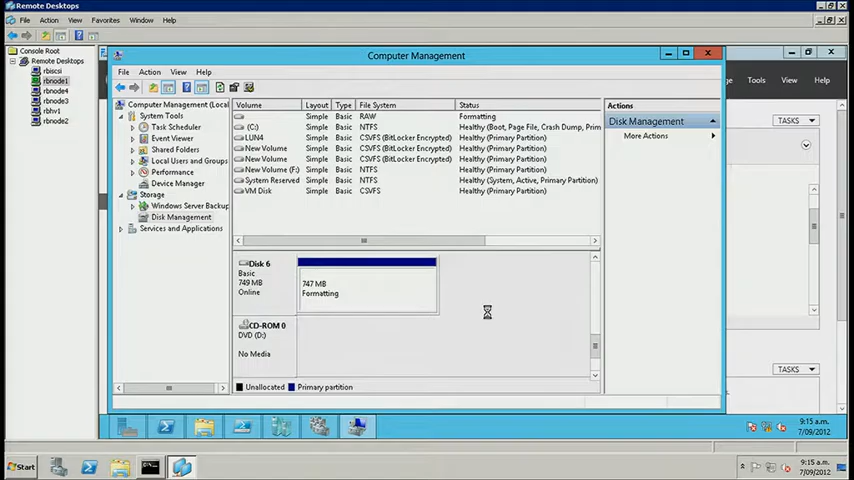 Remote Desktops
File Action View Favorites Window Help
Console Root
Remote Desktops
rbiscsi
rbnode1
rbnode4
rbnode3
rbhv1
rbnode2
Computer Management
File Action View Help
Computer Management (Local
System Tools
Task Scheduler
Event Viewer
Shared Folders
Local Users and Groups
Performance
Device Manager
Storage
Windows Server Backup
Disk Management
Services and Applications
Volume Layout Type File System Status
Simple Basic RAW Formatting
(C:) Simple Basic NTFS Healthy (Boot, Page File, Crash Dump, Prim
LUN4 Simple Basic CSVFS (BitLocker Encrypted) Healthy (Primary Partition)
New Volume Simple Basic CSVFS (BitLocker Encrypted) Healthy (Primary Partition)
New Volume Simple Basic CSVFS (BitLocker Encrypted) Healthy (Primary Partition)
New Volume (F:) Simple Basic NTFS Healthy (Primary Partition)
System Reserved Simple Basic NTFS Healthy (System, Active, Primary Partition)
VM Disk Simple Basic CSVFS Healthy (Primary Partition)
Disk 6
Basic
749 MB
Online
747 MB
Formatting
CD-ROM 0
DVD (D:)
No Media
Unallocated Primary partition
Actions
Disk Management
More Actions
Tools View Help
TASKS
TASKS
9:15 a.m.
7/09/2012
Start
9:15 a.m.
7/09/2012